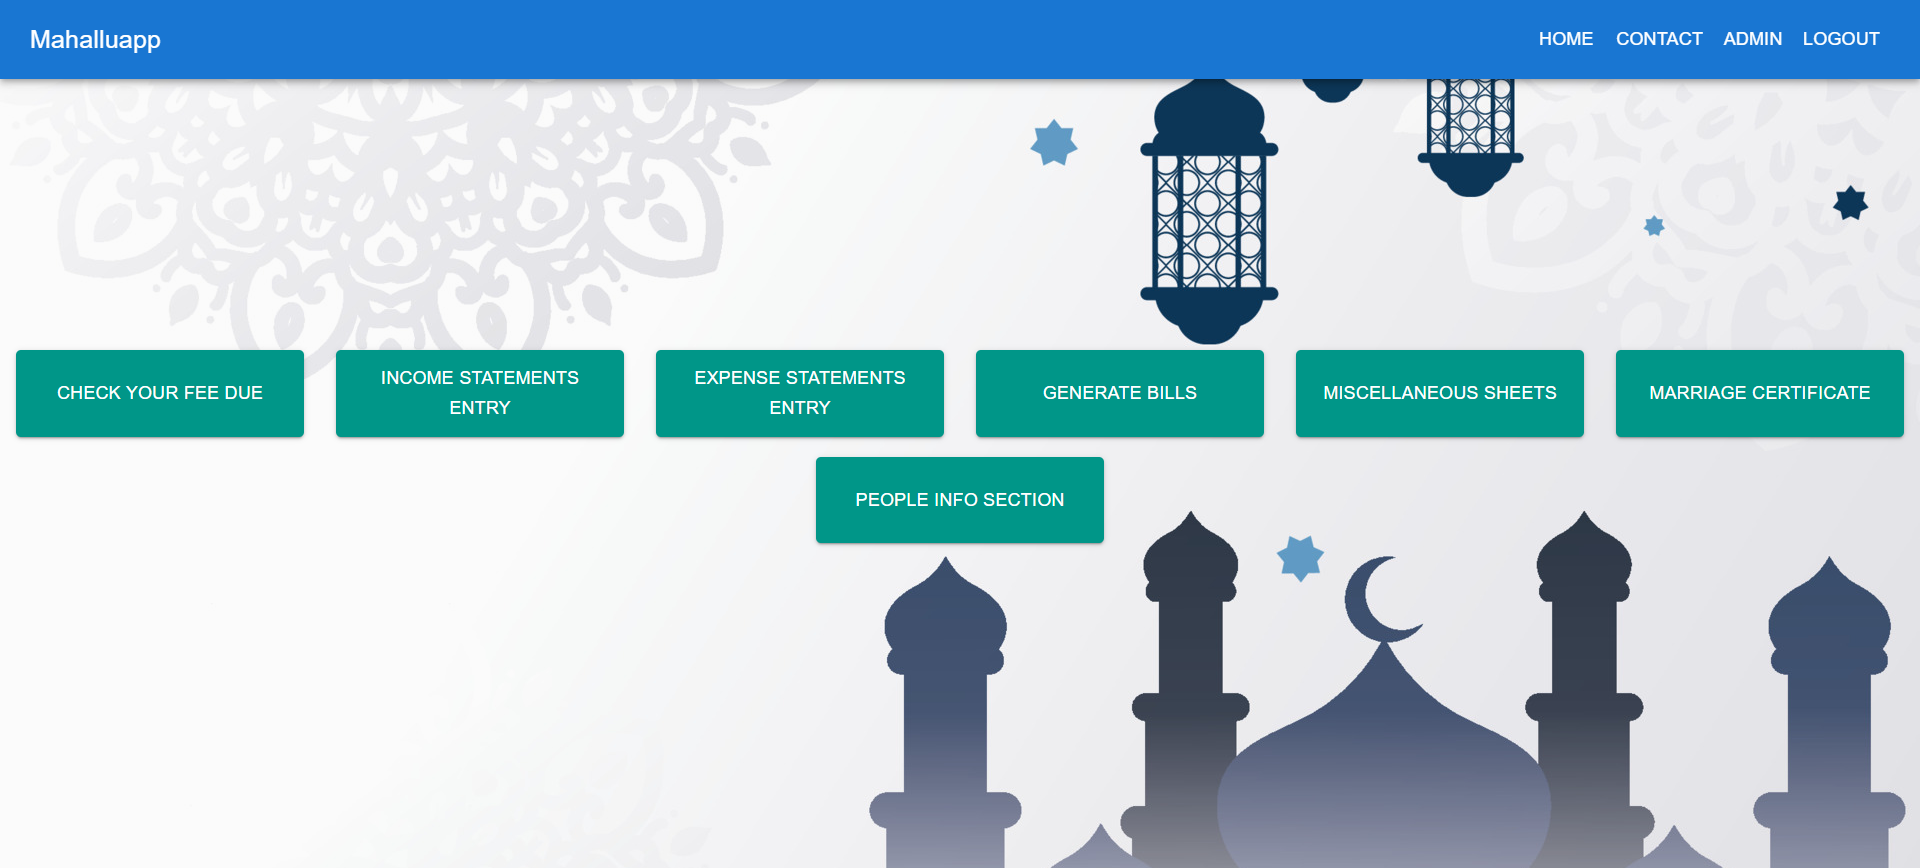 Mahalluapp
HOME CONTACT ADMIN LOGOUT
CHECK YOUR FEE DUE
INCOME STATEMENTS
ENTRY
EXPENSE STATEMENTS
ENTRY
GENERATE BILLS
MISCELLANEOUS SHEETS
MARRIAGE CERTIFICATE
PEOPLE INFO SECTION